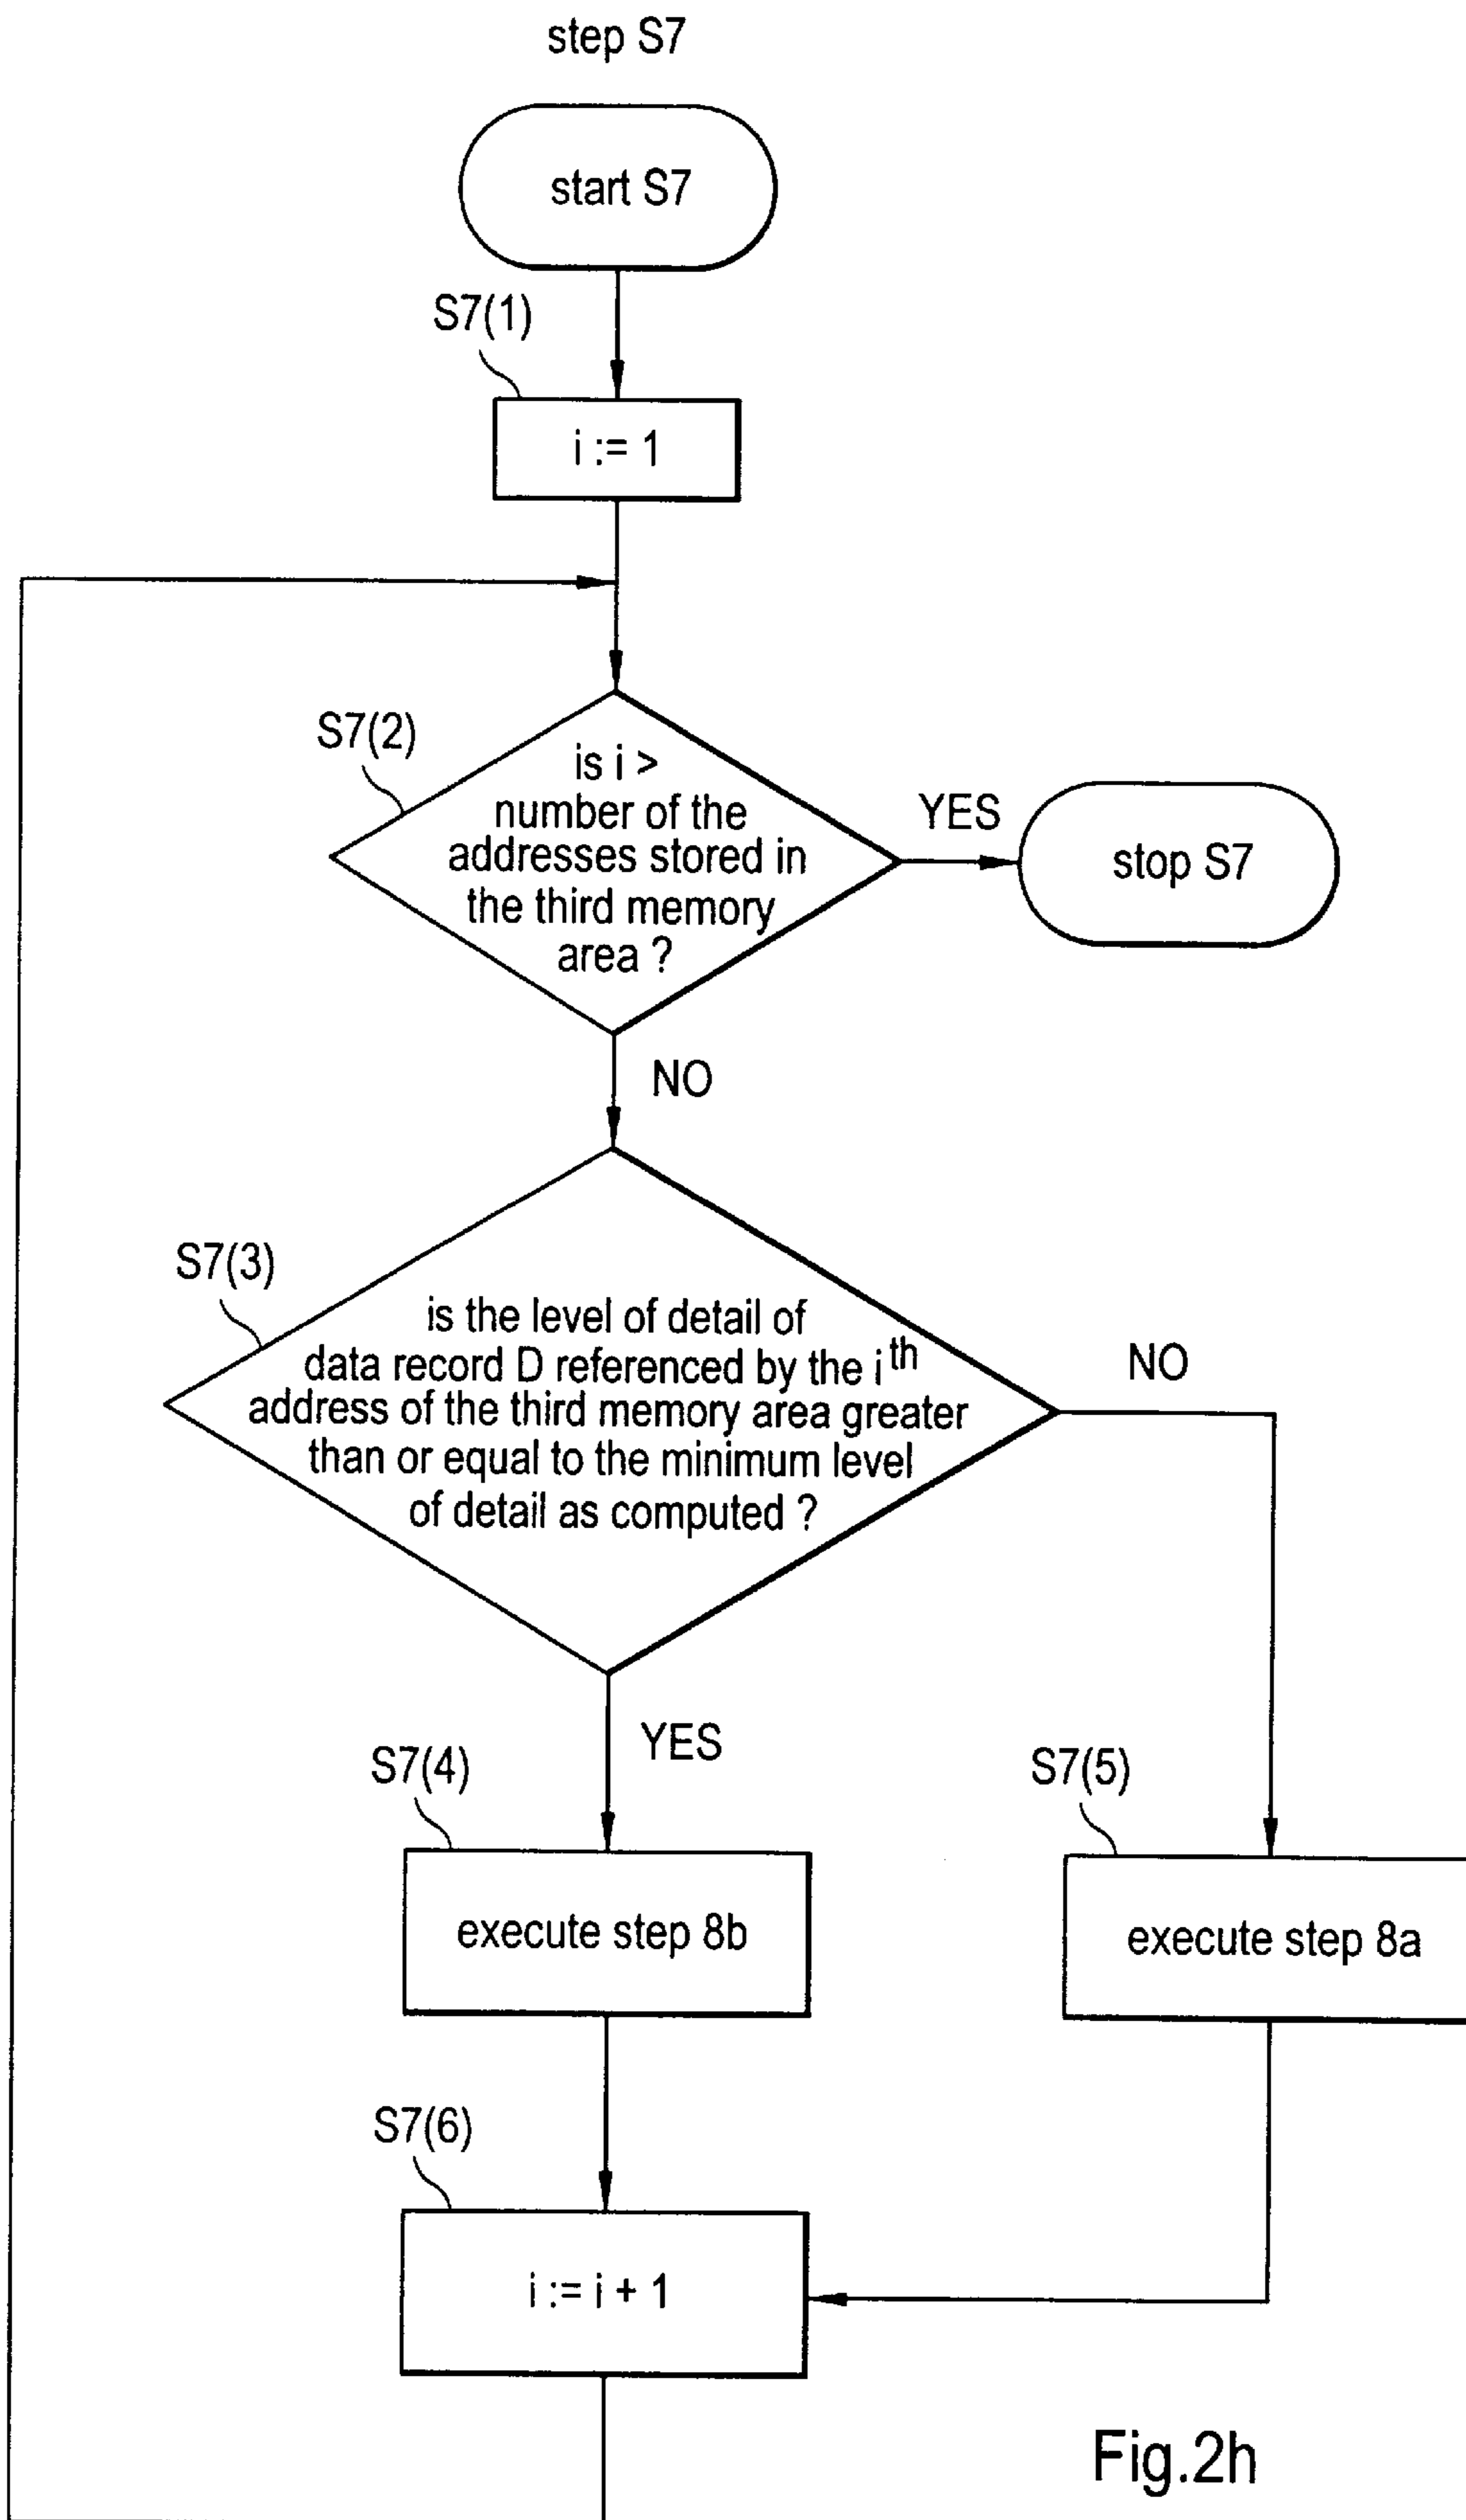 step S7
start S7
S7(1)
i := 1
S7(2)
is i >
number of the
addresses stored in
the third memory
area ?
YES
stop S7
NO
S7(3)
is the level of detail of
data record D referenced by the ith
address of the third memory area greater
than or equal to the minimum level
of detail as computed ?
NO
YES
S7(4)
S7(5)
execute step 8b
execute step 8a
S7(6)
i := i + 1
Fig.2h